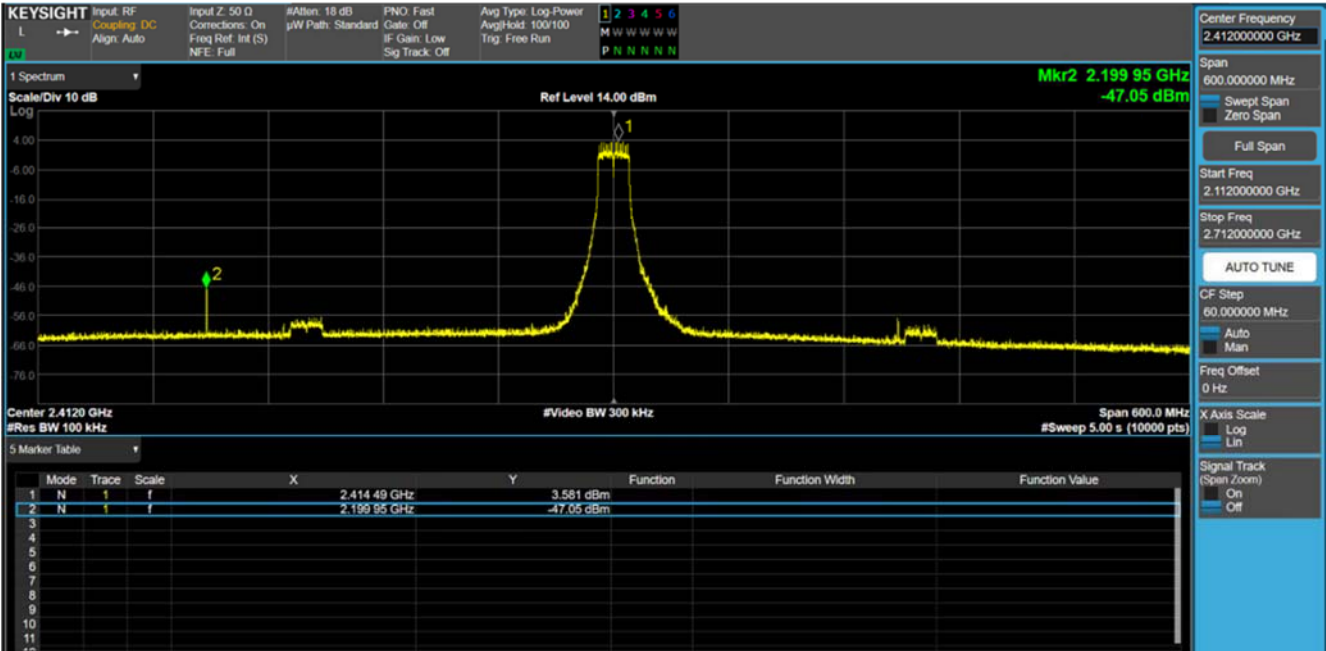 KEYSIGHT Input: RF Input Z: 50 Ω #Atten: 18 dB PNO: Fast Avg Type: Log-Power 1 2 3 4 5 6
L Coupling: DC Corrections: On µW Path: Standard Gate: Off Avg|Hold: 100/100 M W W W W W
Align: Auto Freq Ref: Int (S) IF Gain: Low Trig: Free Run P N N N N N
NFE: Full Sig Track: Off
1 Spectrum
Mkr2 2.199 95 GHz
Scale/Div 10 dB Ref Level 14.00 dBm -47.05 dBm
Log
1
4.00
-6.00
-16.0
-26.0
-36.0
2
-46.0
-56.0
-66.0
-76.0
Center 2.4120 GHz #Video BW 300 kHz Span 600.0 MHz
#Res BW 100 kHz #Sweep 5.00 s (10000 pts)
5 Marker Table
Mode Trace Scale X Y Function Function Width Function Value
1 N 1 f 2.414 49 GHz 3.581 dBm
2 N 1 f 2.199 95 GHz -47.05 dBm
3
4
5
6
7
8
9
10
11
Center Frequency
2.412000000 GHz
Span
600.000000 MHz
Swept Span
Zero Span
Full Span
Start Freq
2.112000000 GHz
Stop Freq
2.712000000 GHz
AUTO TUNE
CF Step
60.000000 MHz
Auto
Man
Freq Offset
0 Hz
X Axis Scale
Log
Lin
Signal Track
(Span Zoom)
On
Off